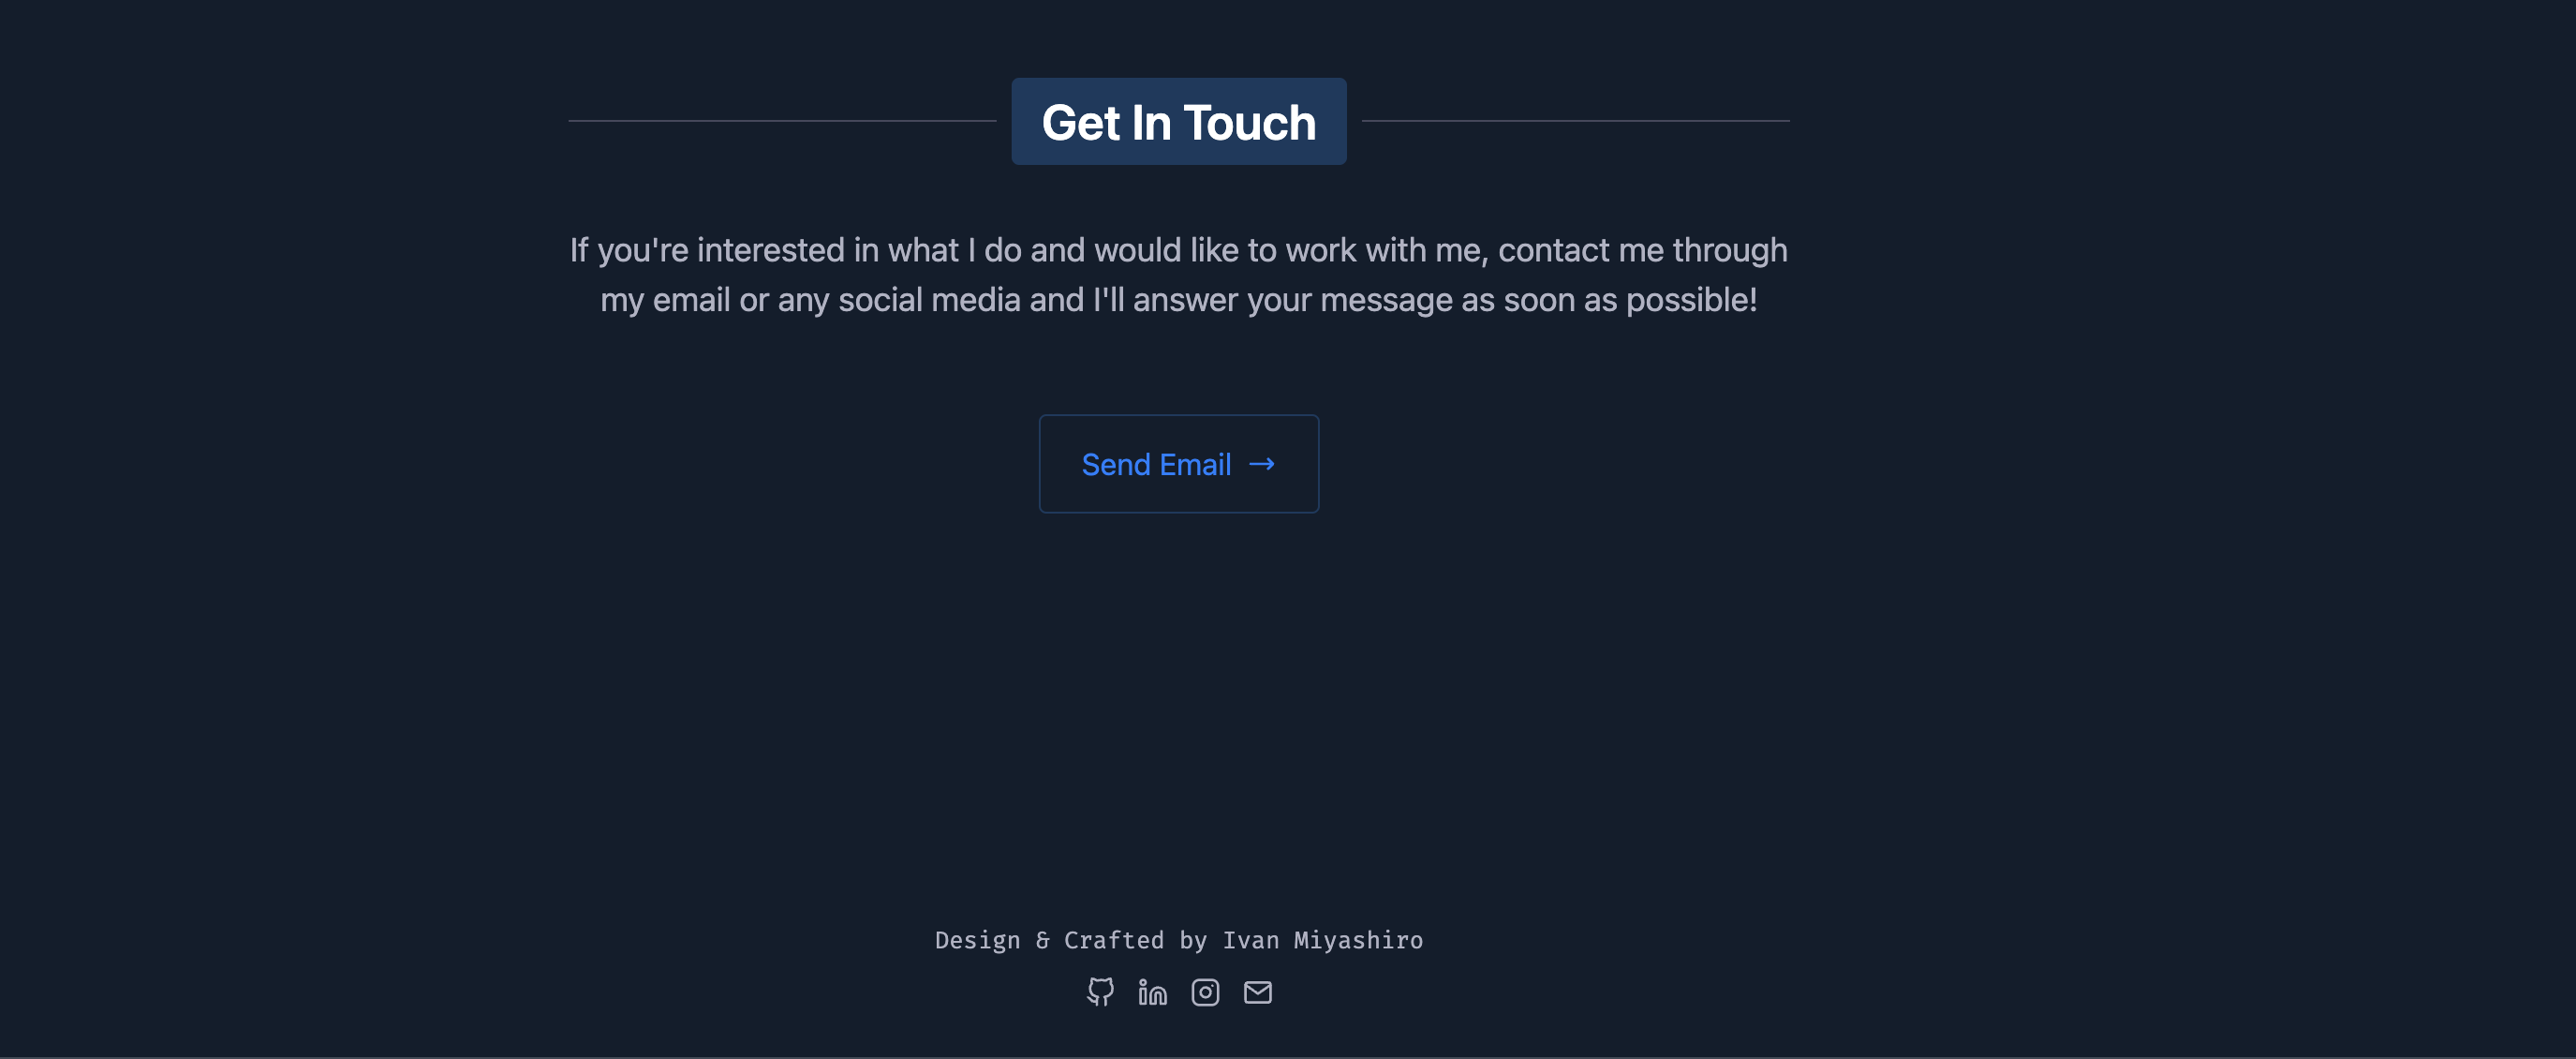 Get In Touch
If you're interested in what I do and would like to work with me, contact me through
my email or any social media and I'll answer your message as soon as possible!
Send Email →
Design & Crafted by Ivan Miyashiro